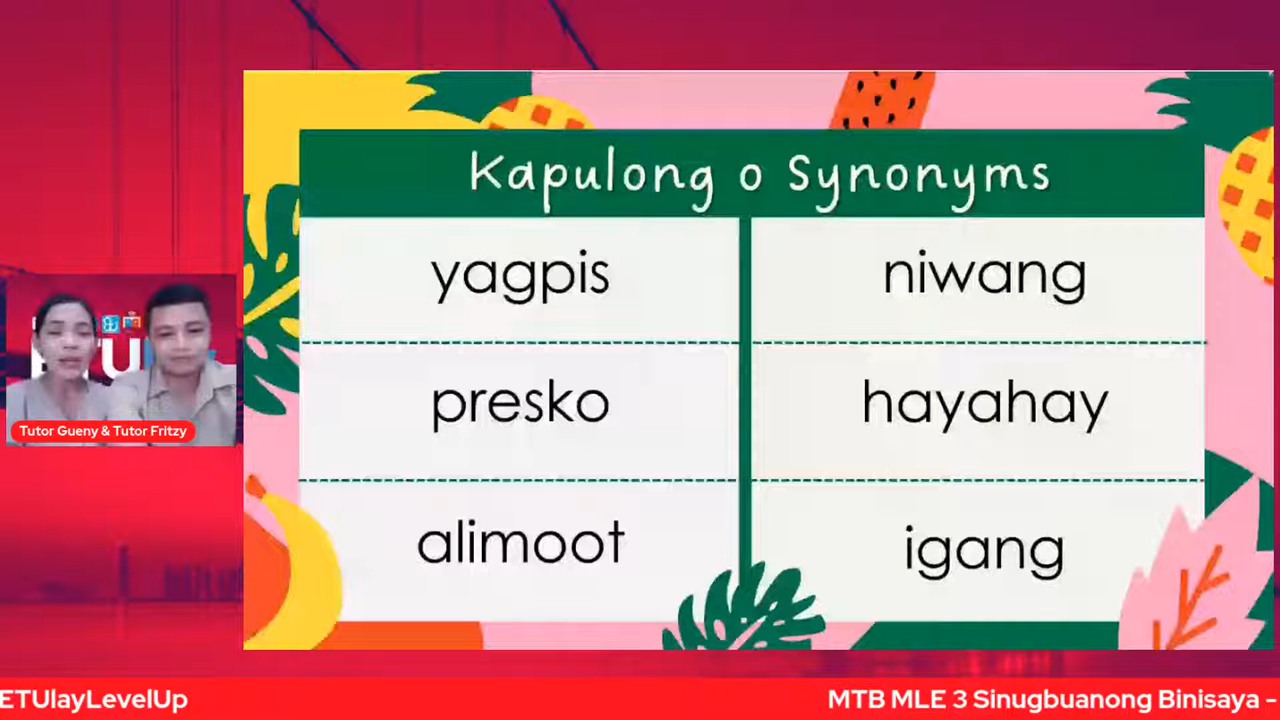 Kapulong o Synonyms
yagpis niwang
presko hayahay
alimoot igang
Tutor Gueny & Tutor Fritzy
ETUlayLevelUp MTB MLE 3 Sinugbuanong Binisaya -